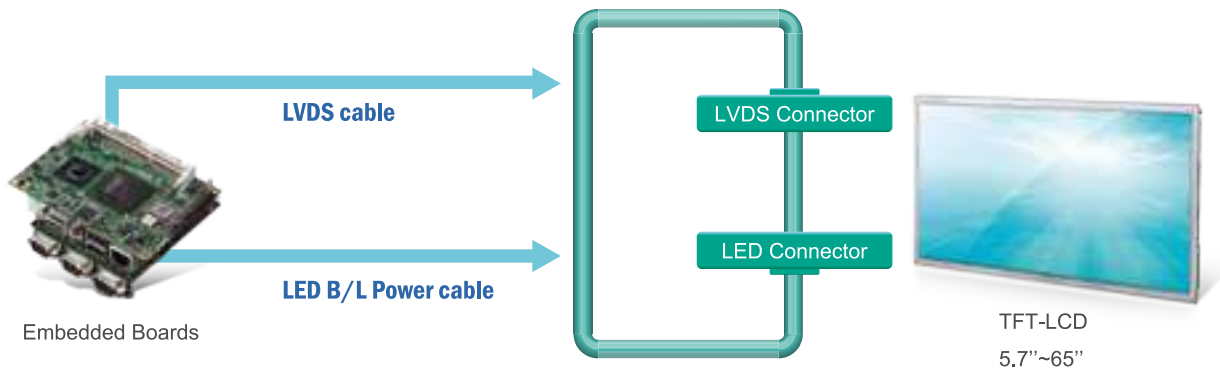 LVDS cable
LVDS Connector
LED Connector
LED B/L Power cable
Embedded Boards
TFT-LCD
5.7’’~65’’